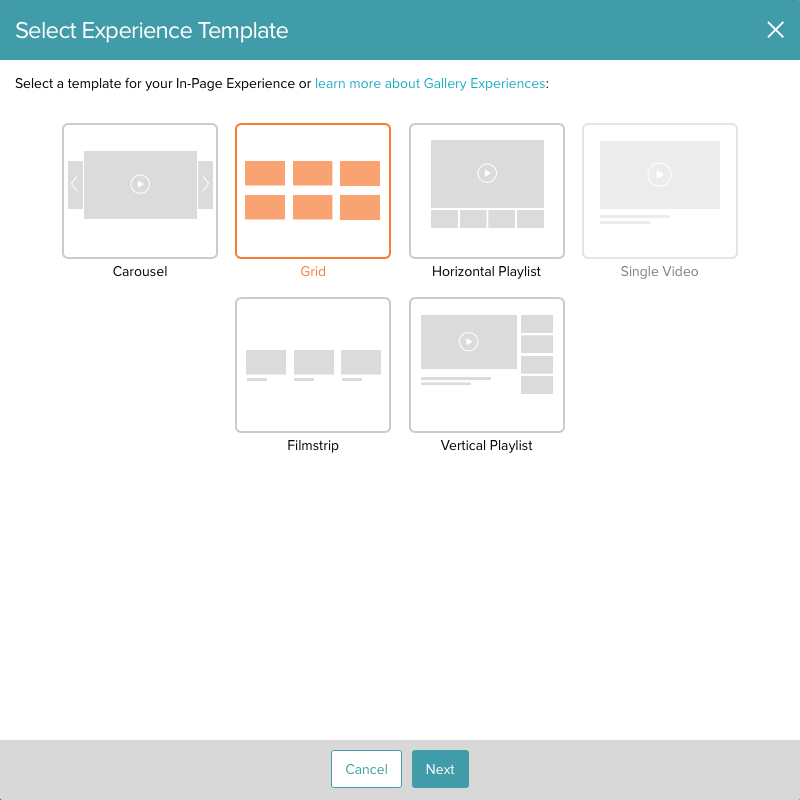 Select Experience Template
Select a template for your In-Page Experience or learn more about Gallery Experiences:
Carousel
Grid
Horizontal Playlist
Single Video
Filmstrip
Vertical Playlist
Cancel
Next